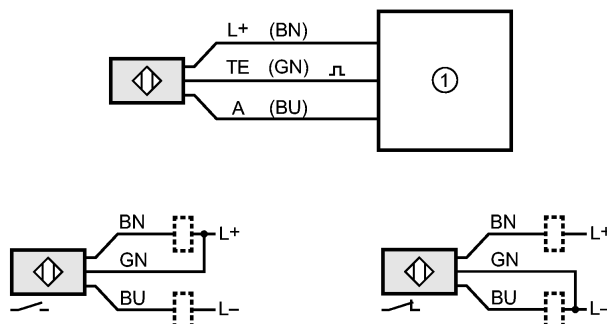 L+ (BN)
TE (GN)
A (BU)
1
BN
L+
GN
BU
L–
BN
L+
GN
BU
L–